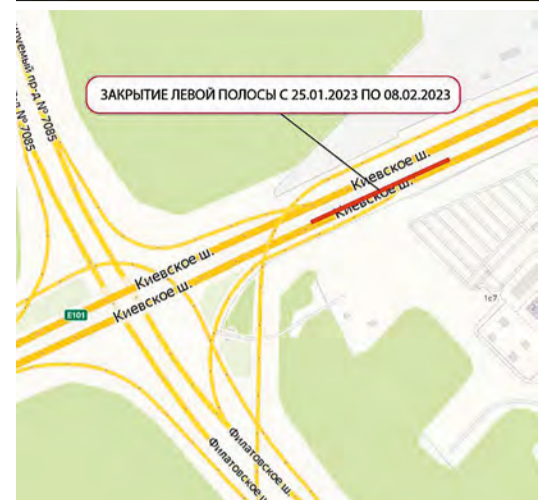 ируемый пр-д № 7085
-д № 7085
ЗАКРЫТИЕ ЛЕВОЙ ПОЛОСЫ С 25.01.2023 ПО 08.02.2023
Киевское ш.
Киевское ш.
Киевское ш.
Киевское ш.
E101
1с7
Филатовское ш.
Филатовское ш.